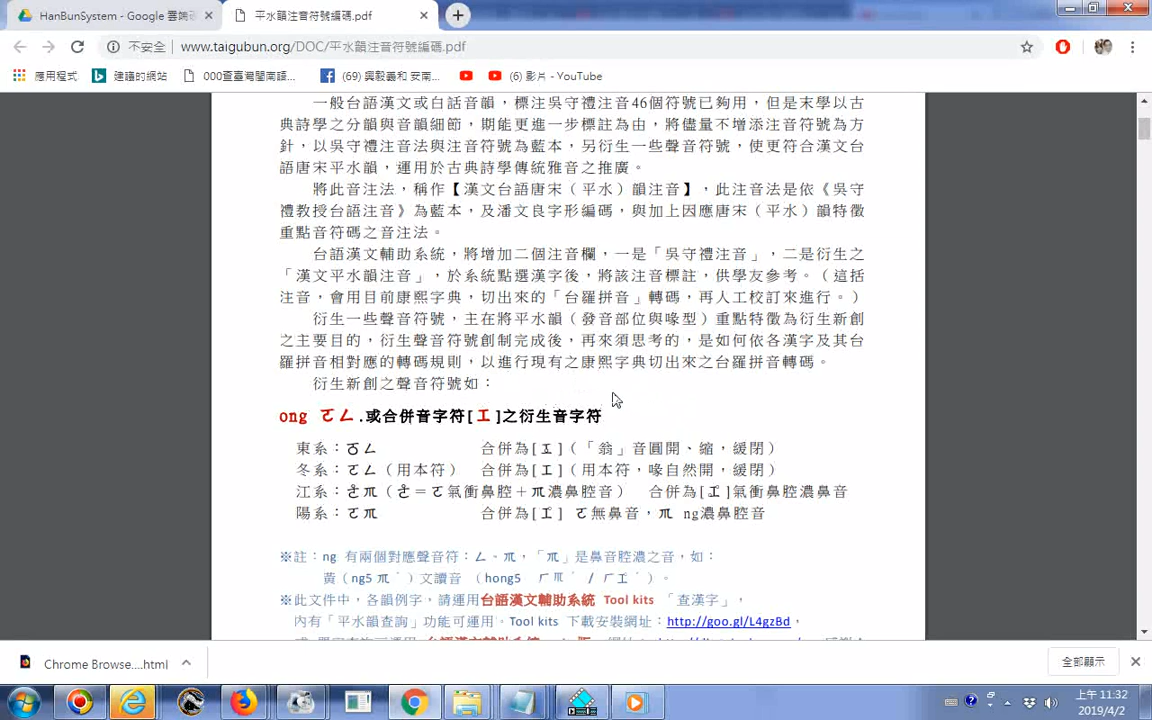 HanBunSystem - Google 雲端
平水韻注音符號編碼.pdf
不安全 www.taigubun.org/DOC/平水韻注音符號編碼.pdf
應用程式 建議的網站 000查臺灣閩南語... (69) 興毅義和 安南... (6) 影片 - YouTube
一般台語漢文或白話音韻，標注吳守禮注音46個符號已夠用，但是末學以古
典詩學之分韻與音韻細節，期能更進一步標註為由，將儘量不增添注音符號為方
針，以吳守禮注音法與注音符號為藍本，另衍生一些聲音符號，使更符合漢文台
語唐宋平水韻，運用於古典詩學傳統雅音之推廣。
將此音注法，稱作【漢文台語唐宋（平水）韻注音】，此注音法是依《吳守
禮教授台語注音》為藍本，及潘文良字形編碼，與加上因應唐宋（平水）韻特徵
重點音符碼之音注法。
台語漢文輔助系統，將增加二個注音欄，一是「吳守禮注音」，二是衍生之
「漢文平水韻注音」，於系統點選漢字後，將該注音標註，供學友參考。（這括
注音，會用目前康熙字典，切出來的「台羅拼音」轉碼，再人工校訂來進行。）
衍生一些聲音符號，主在將平水韻（發音部位與喙型）重點特徵為衍生新創
之主要目的，衍生聲音符號創制完成後，再來須思考的，是如何依各漢字及其台
羅拼音相對應的轉碼規則，以進行現有之康熙字典切出來之台羅拼音轉碼。
衍生新創之聲音符號如：
ong ㄛㄥ.或合併音字符[ㆲ]之衍生音字符
東系： 合併為[ㆲ]（「翁」音圓開、縮，緩閉）
冬系：ㄛㄥ（用本符） 合併為[ㆲ]（用本符，喙自然開，緩閉）
江系： （ ＝ㄛ氣衝鼻腔＋ 濃鼻腔音） 合併為[ ]氣衝鼻腔濃鼻音
陽系：ㄛ 合併為[ ] ㄛ無鼻音， ng濃鼻腔音
※註：ng 有兩個對應聲音符：ㄥ、 ，「 」是鼻音腔濃之音，如：
黃（ng5 ˊ）文讀音 （hong5 ㄏ ˊ / ㄏ ˊ）。
※此文件中，各韻例字，請運用台語漢文輔助系統 Tool kits 「查漢字」，
內有「平水韻查詢」功能可運用。Tool kits 下載安裝網址：http://goo.gl/L4gzBd，
Chrome Browse....html 全部顯示
上午 11:32
2019/4/2